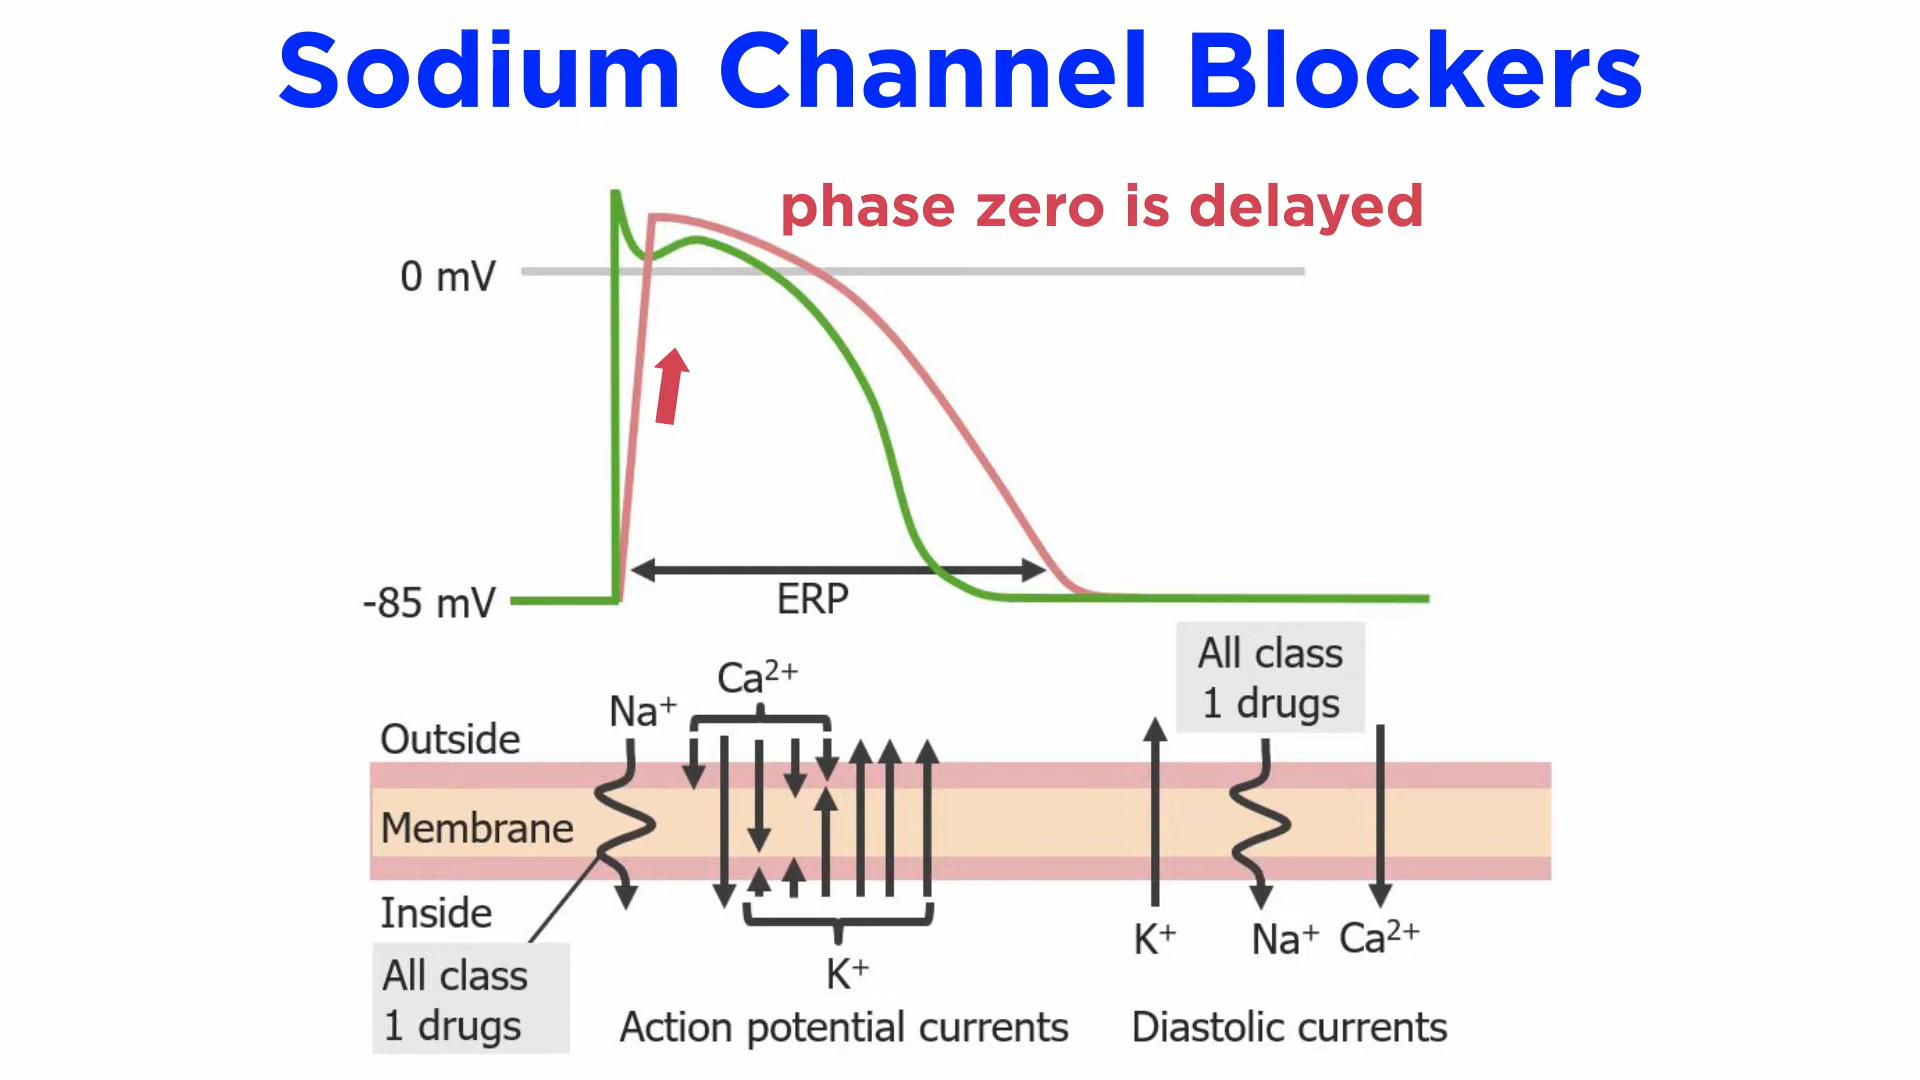 Sodium Channel Blockers
phase zero is delayed
0 mV
ERP
-85 mV
All class
1 drugs
Ca²⁺
Na⁺
Outside
Membrane
Inside
K⁺
Na⁺
Ca²⁺
K⁺
All class
1 drugs
Action potential currents
Diastolic currents